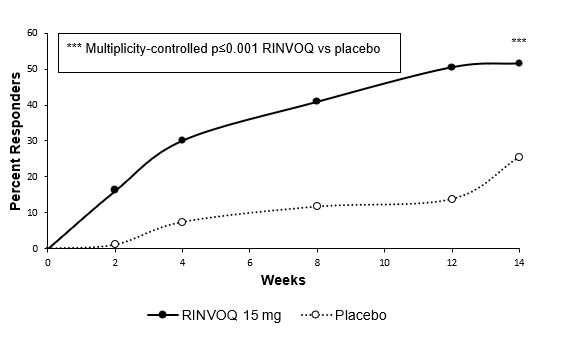 60
*** Multiplicity-controlled p≤0.001 RINVOQ vs placebo
***
50
40
30
20
10
0
Percent Responders
0 2 4 6 8 10 12 14
Weeks
RINVOQ 15 mg Placebo